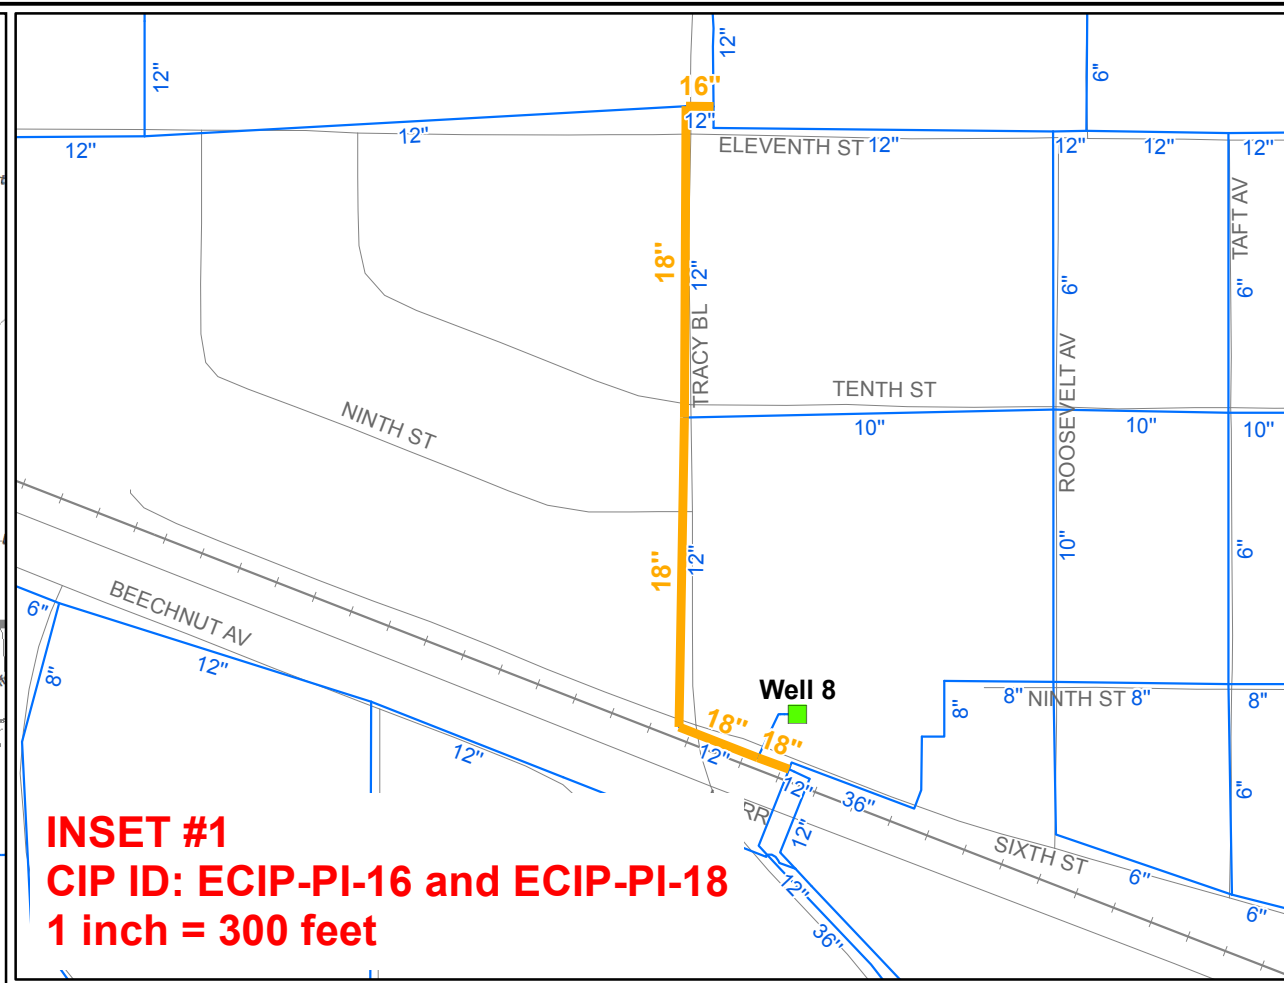 12"
12"
6"
16"
12"
12"
12"
ELEVENTH ST
12"
12"
12"
12"
TAFT AV
18"
12"
6"
6"
TRACY BL
TENTH ST
ROOSEVELT AV
NINTH ST
10"
10"
10"
18"
12"
10"
6"
BEECHNUT AV
6"
12"
8"
Well 8
8"
NINTH ST
8"
8"
8"
18"
18"
12"
12"
12"
36"
6"
RR
12"
SIXTH ST
6"
6"
12"
36"
INSET #1
CIP ID: ECIP-PI-16 and ECIP-PI-18
1 inch = 300 feet